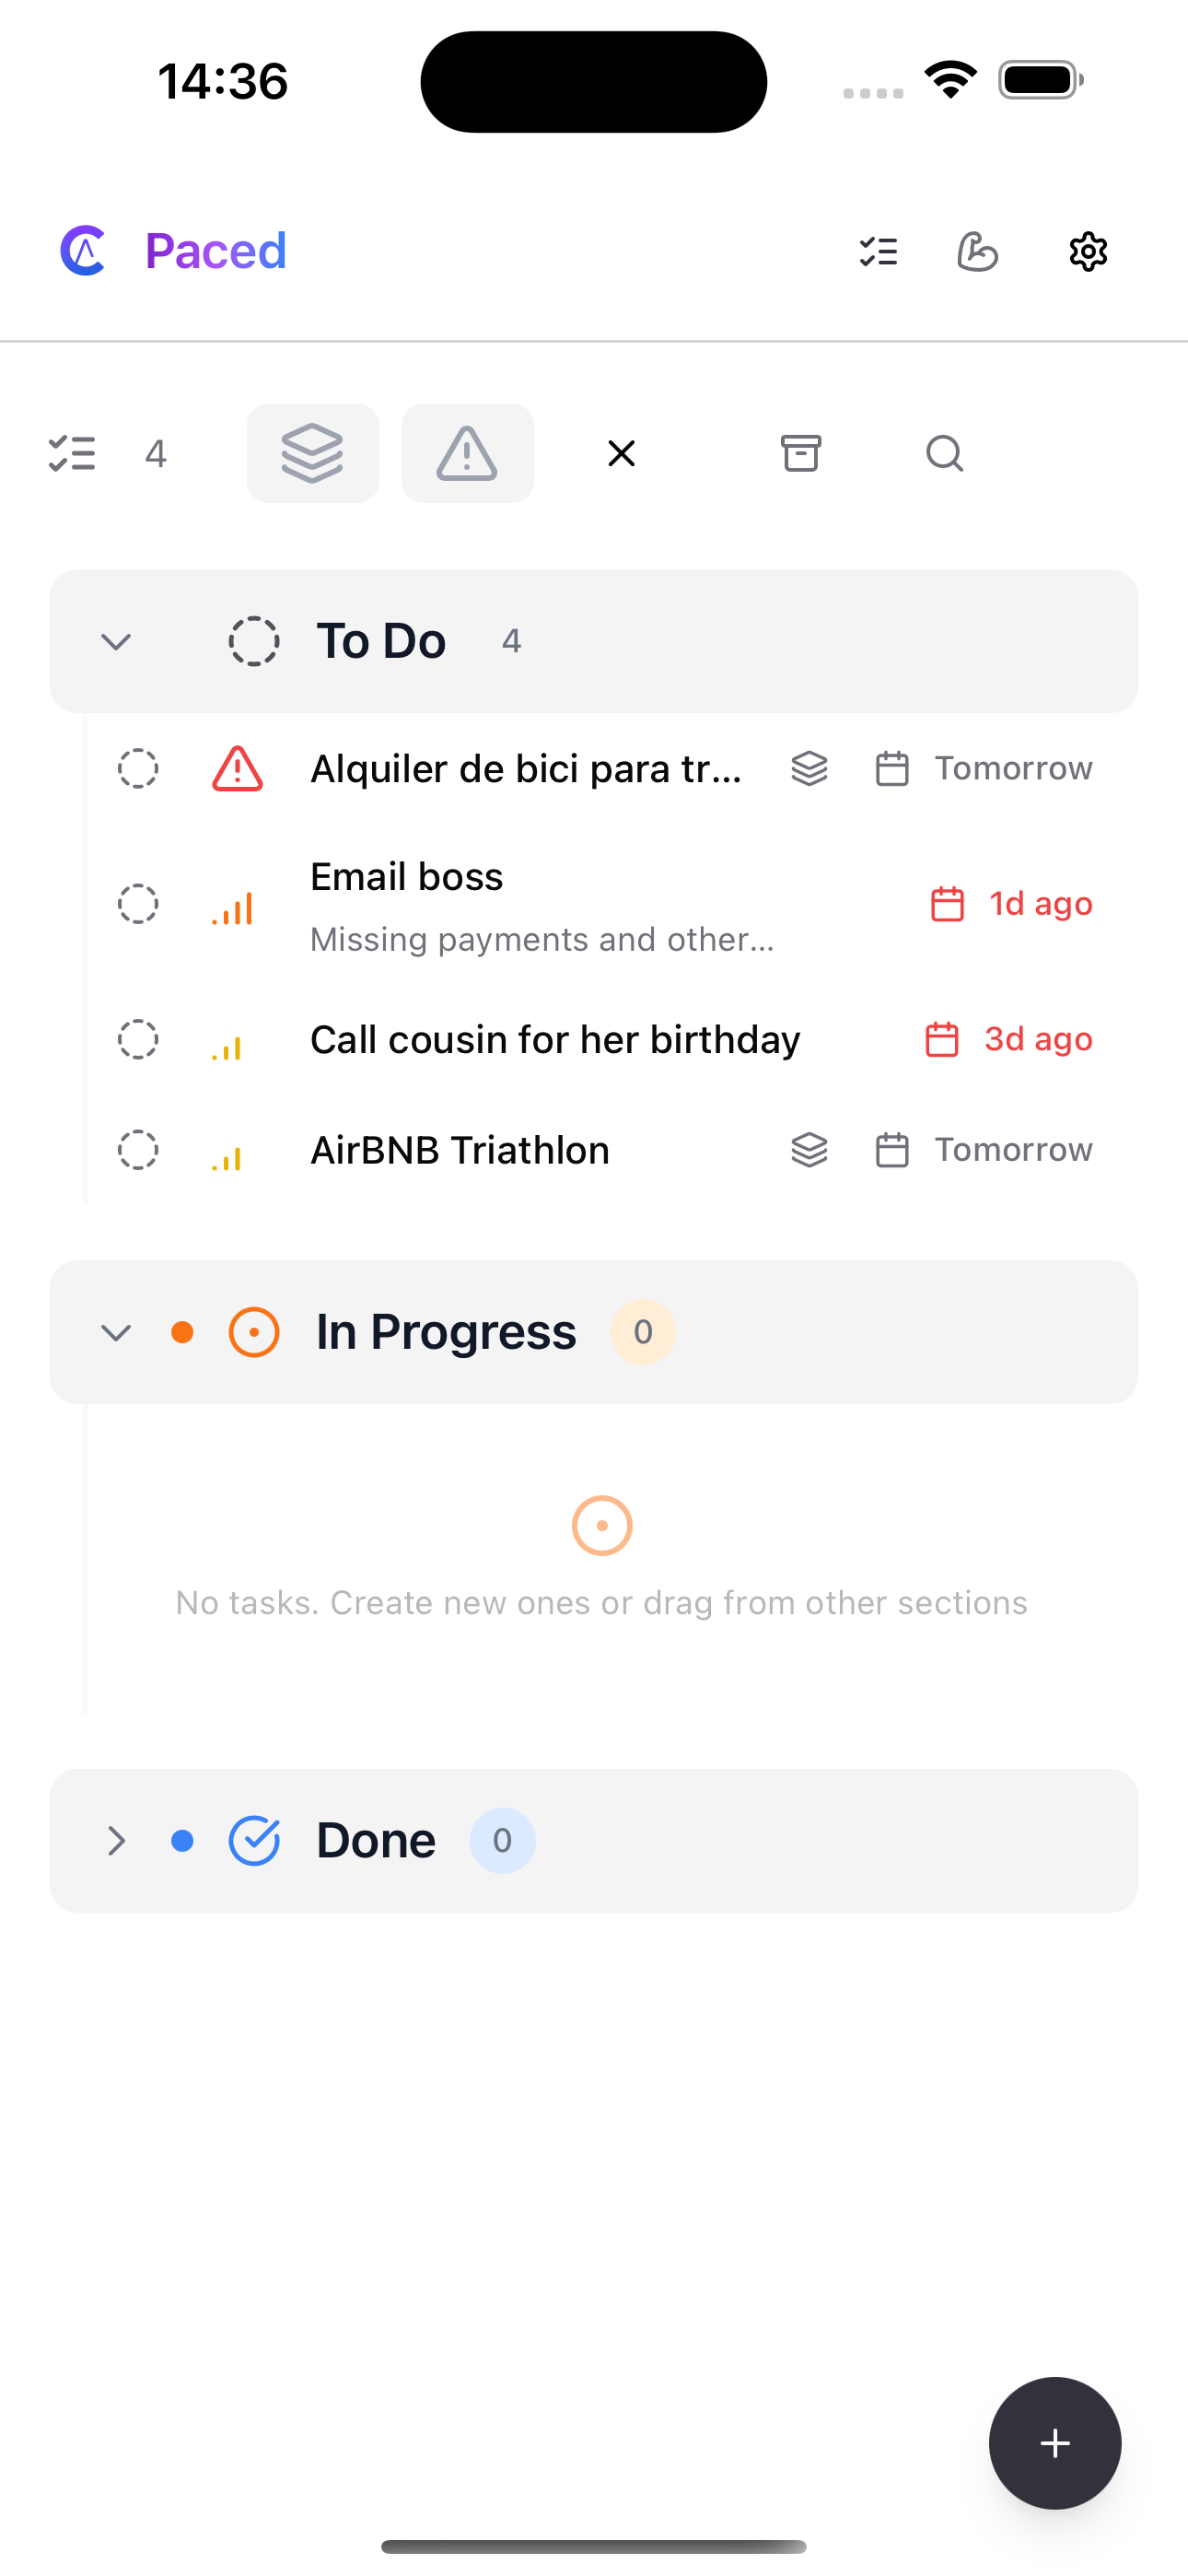 14:36
Paced
4
To Do 4
Alquiler de bici para tr... Tomorrow
Email boss
Missing payments and other...
1d ago
Call cousin for her birthday 3d ago
AirBNB Triathlon Tomorrow
In Progress 0
No tasks. Create new ones or drag from other sections
Done 0